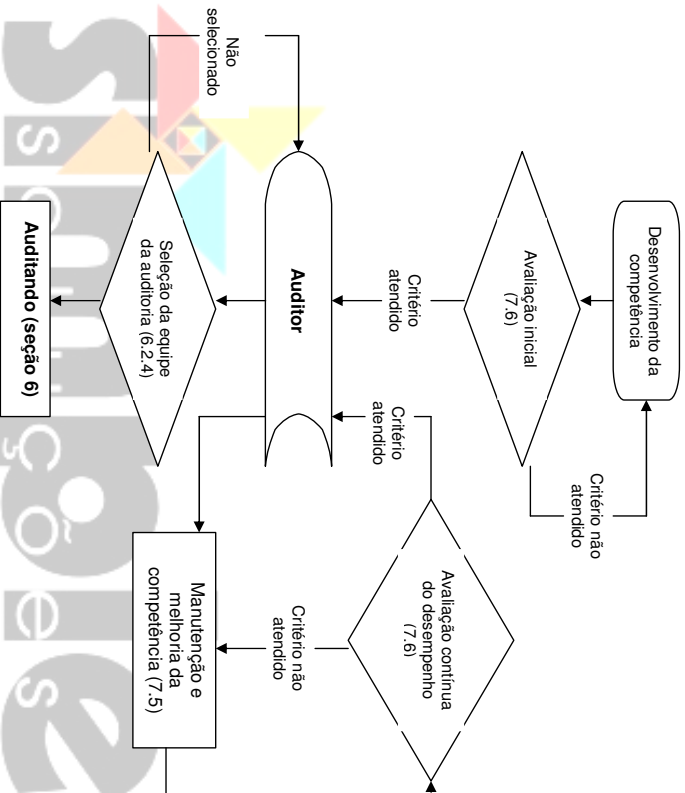 Desenvolvimento da
competência
Avaliação inicial
(7.6)
Critério não
atendido
Critério
atendido
Auditor
Não
selecionado
Seleção da equipe
da auditoria (6.2.4)
Auditando (seção 6)
Critério
atendido
Avaliação contínua
do desempenho
(7.6)
Critério não
atendido
Manutenção e
melhoria da
competência (7.5)